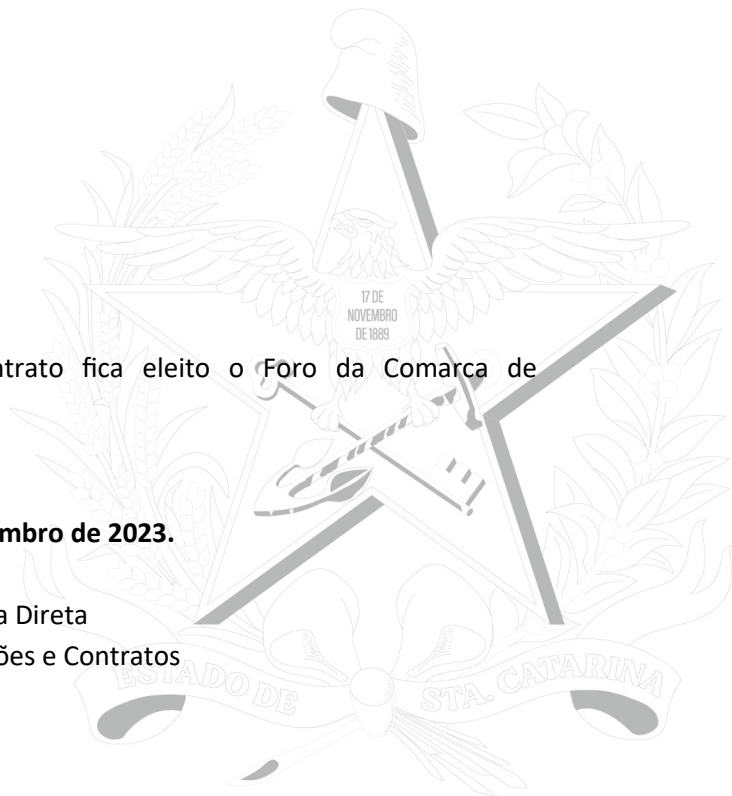 17 DE
NOVEMBRO
DE 1889
ntrato fica eleito o Foro da Comarca de
mbro de 2023.
a Direta
ões e Contratos
ESTADO DE STA. CATARINA